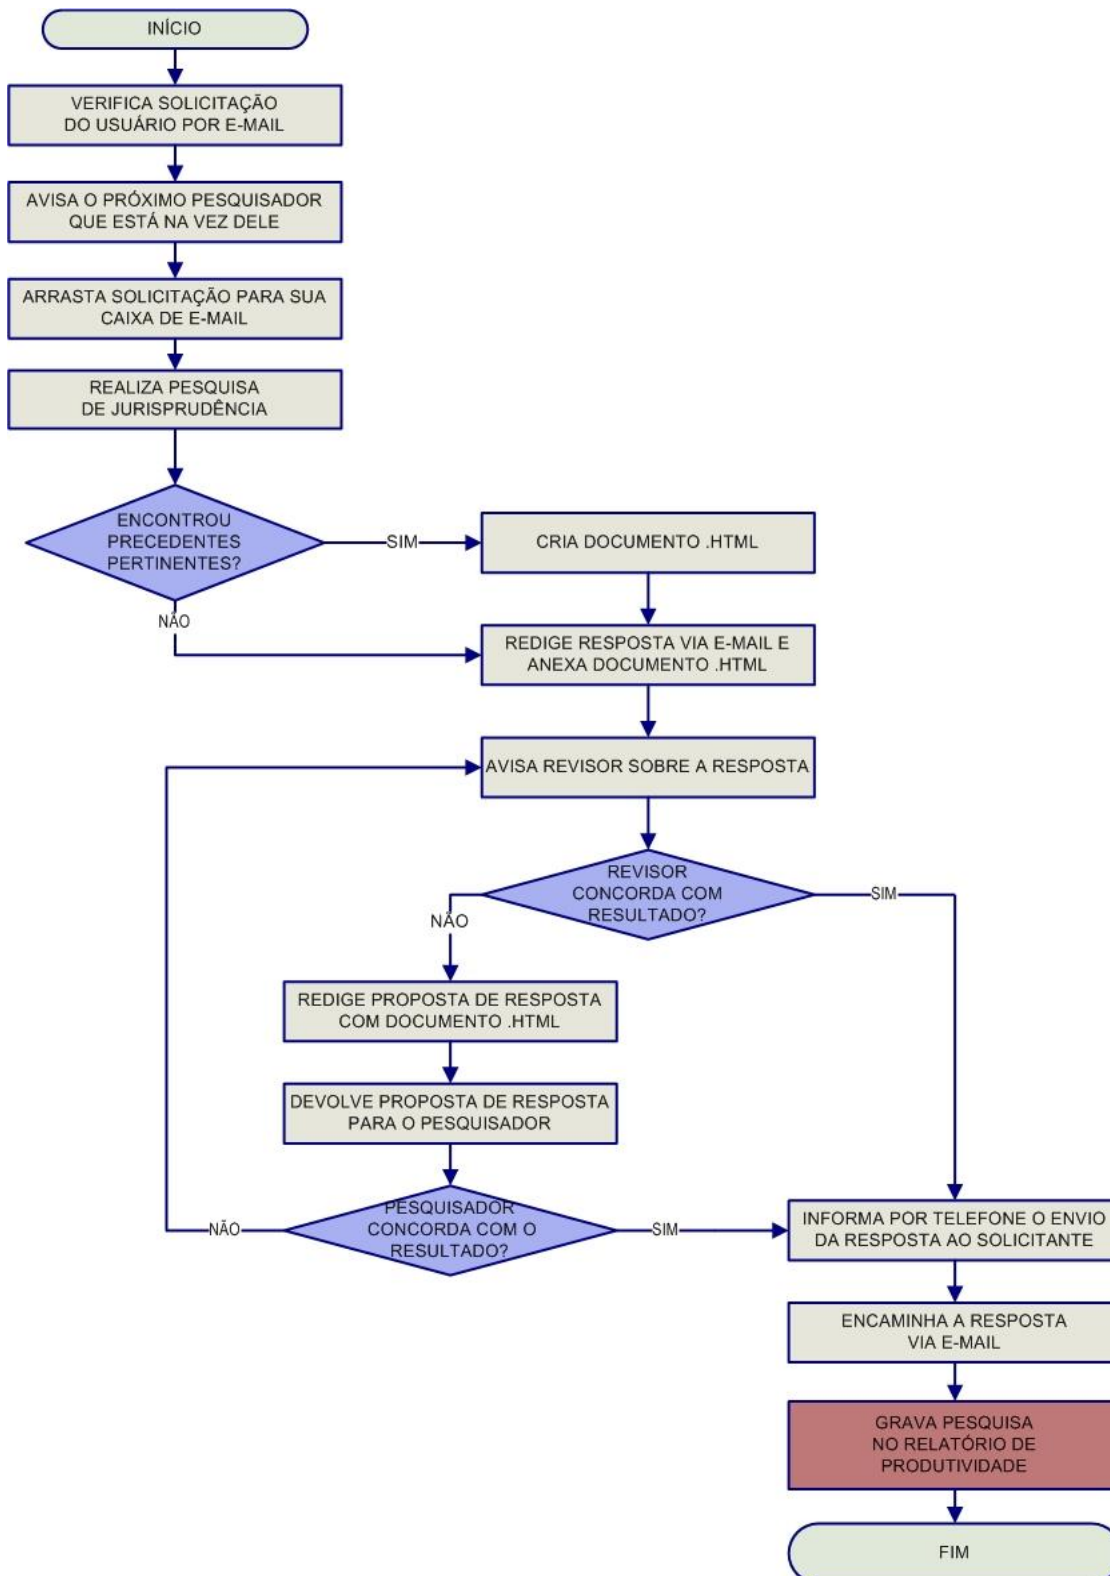 INÍCIO
VERIFICA SOLICITAÇÃO
DO USUÁRIO POR E-MAIL
AVISA O PRÓXIMO PESQUISADOR
QUE ESTÁ NA VEZ DELE
ARRASTA SOLICITAÇÃO PARA SUA
CAIXA DE E-MAIL
REALIZA PESQUISA
DE JURISPRUDÊNCIA
ENCONTROU
PRECEDENTES
PERTINENTES?
SIM
CRIA DOCUMENTO .HTML
NÃO
REDIGE RESPOSTA VIA E-MAIL E
ANEXA DOCUMENTO .HTML
AVISA REVISOR SOBRE A RESPOSTA
REVISOR
CONCORDA COM
RESULTADO?
SIM
NÃO
REDIGE PROPOSTA DE RESPOSTA
COM DOCUMENTO .HTML
DEVOLVE PROPOSTA DE RESPOSTA
PARA O PESQUISADOR
PESQUISADOR
CONCORDA COM O
RESULTADO?
NÃO
SIM
INFORMA POR TELEFONE O ENVIO
DA RESPOSTA AO SOLICITANTE
ENCAMINHA A RESPOSTA
VIA E-MAIL
GRAVA PESQUISA
NO RELATÓRIO DE
PRODUTIVIDADE
FIM